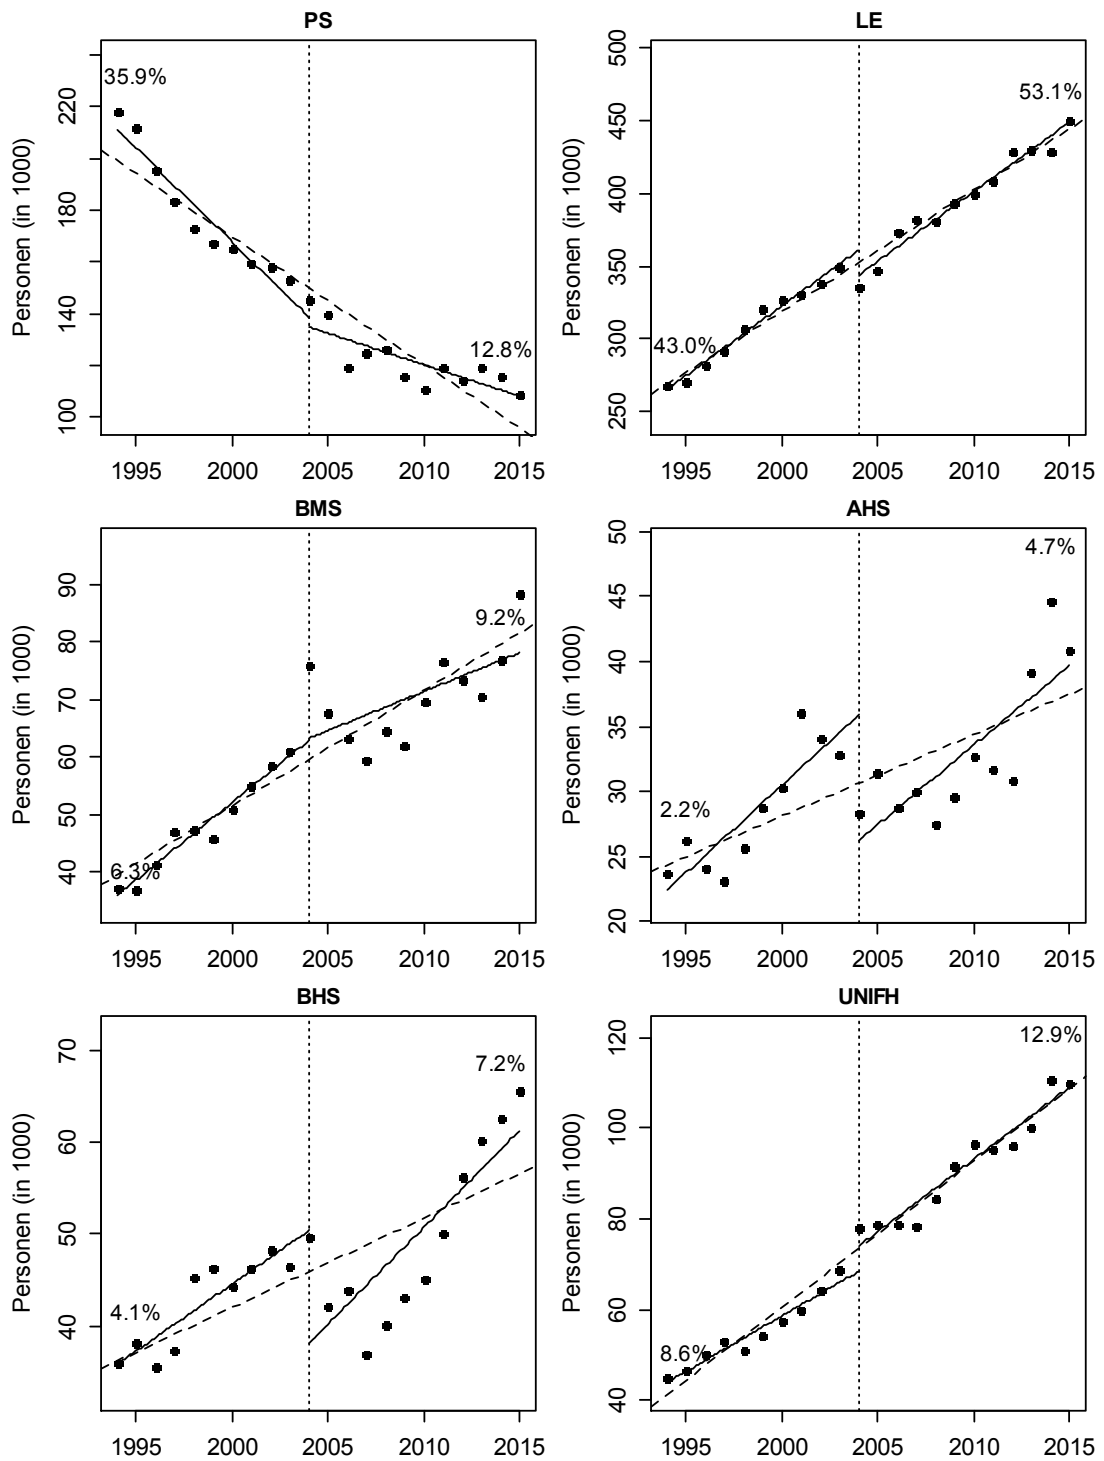 PS
Personen (in 1000)
220
180
140
100
35.9%
12.8%
1995 2000 2005 2010 2015
LE
Personen (in 1000)
500
450
400
350
300
250
53.1%
43.0%
1995 2000 2005 2010 2015
BMS
Personen (in 1000)
90
80
70
60
50
40
9.2%
6.3%
1995 2000 2005 2010 2015
AHS
Personen (in 1000)
50
45
40
35
30
25
20
4.7%
2.2%
1995 2000 2005 2010 2015
BHS
Personen (in 1000)
70
60
50
40
7.2%
4.1%
1995 2000 2005 2010 2015
UNIFH
Personen (in 1000)
120
100
80
60
40
12.9%
8.6%
1995 2000 2005 2010 2015